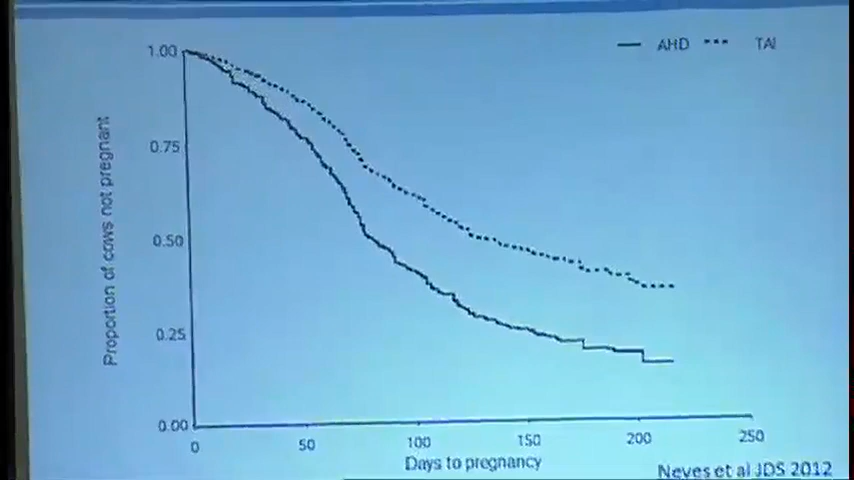 AHD TAI
1.00
0.75
0.50
0.25
0.00
Proportion of cows not pregnant
0 50 100 150 200 250
Days to pregnancy
Neves et al JDS 2012